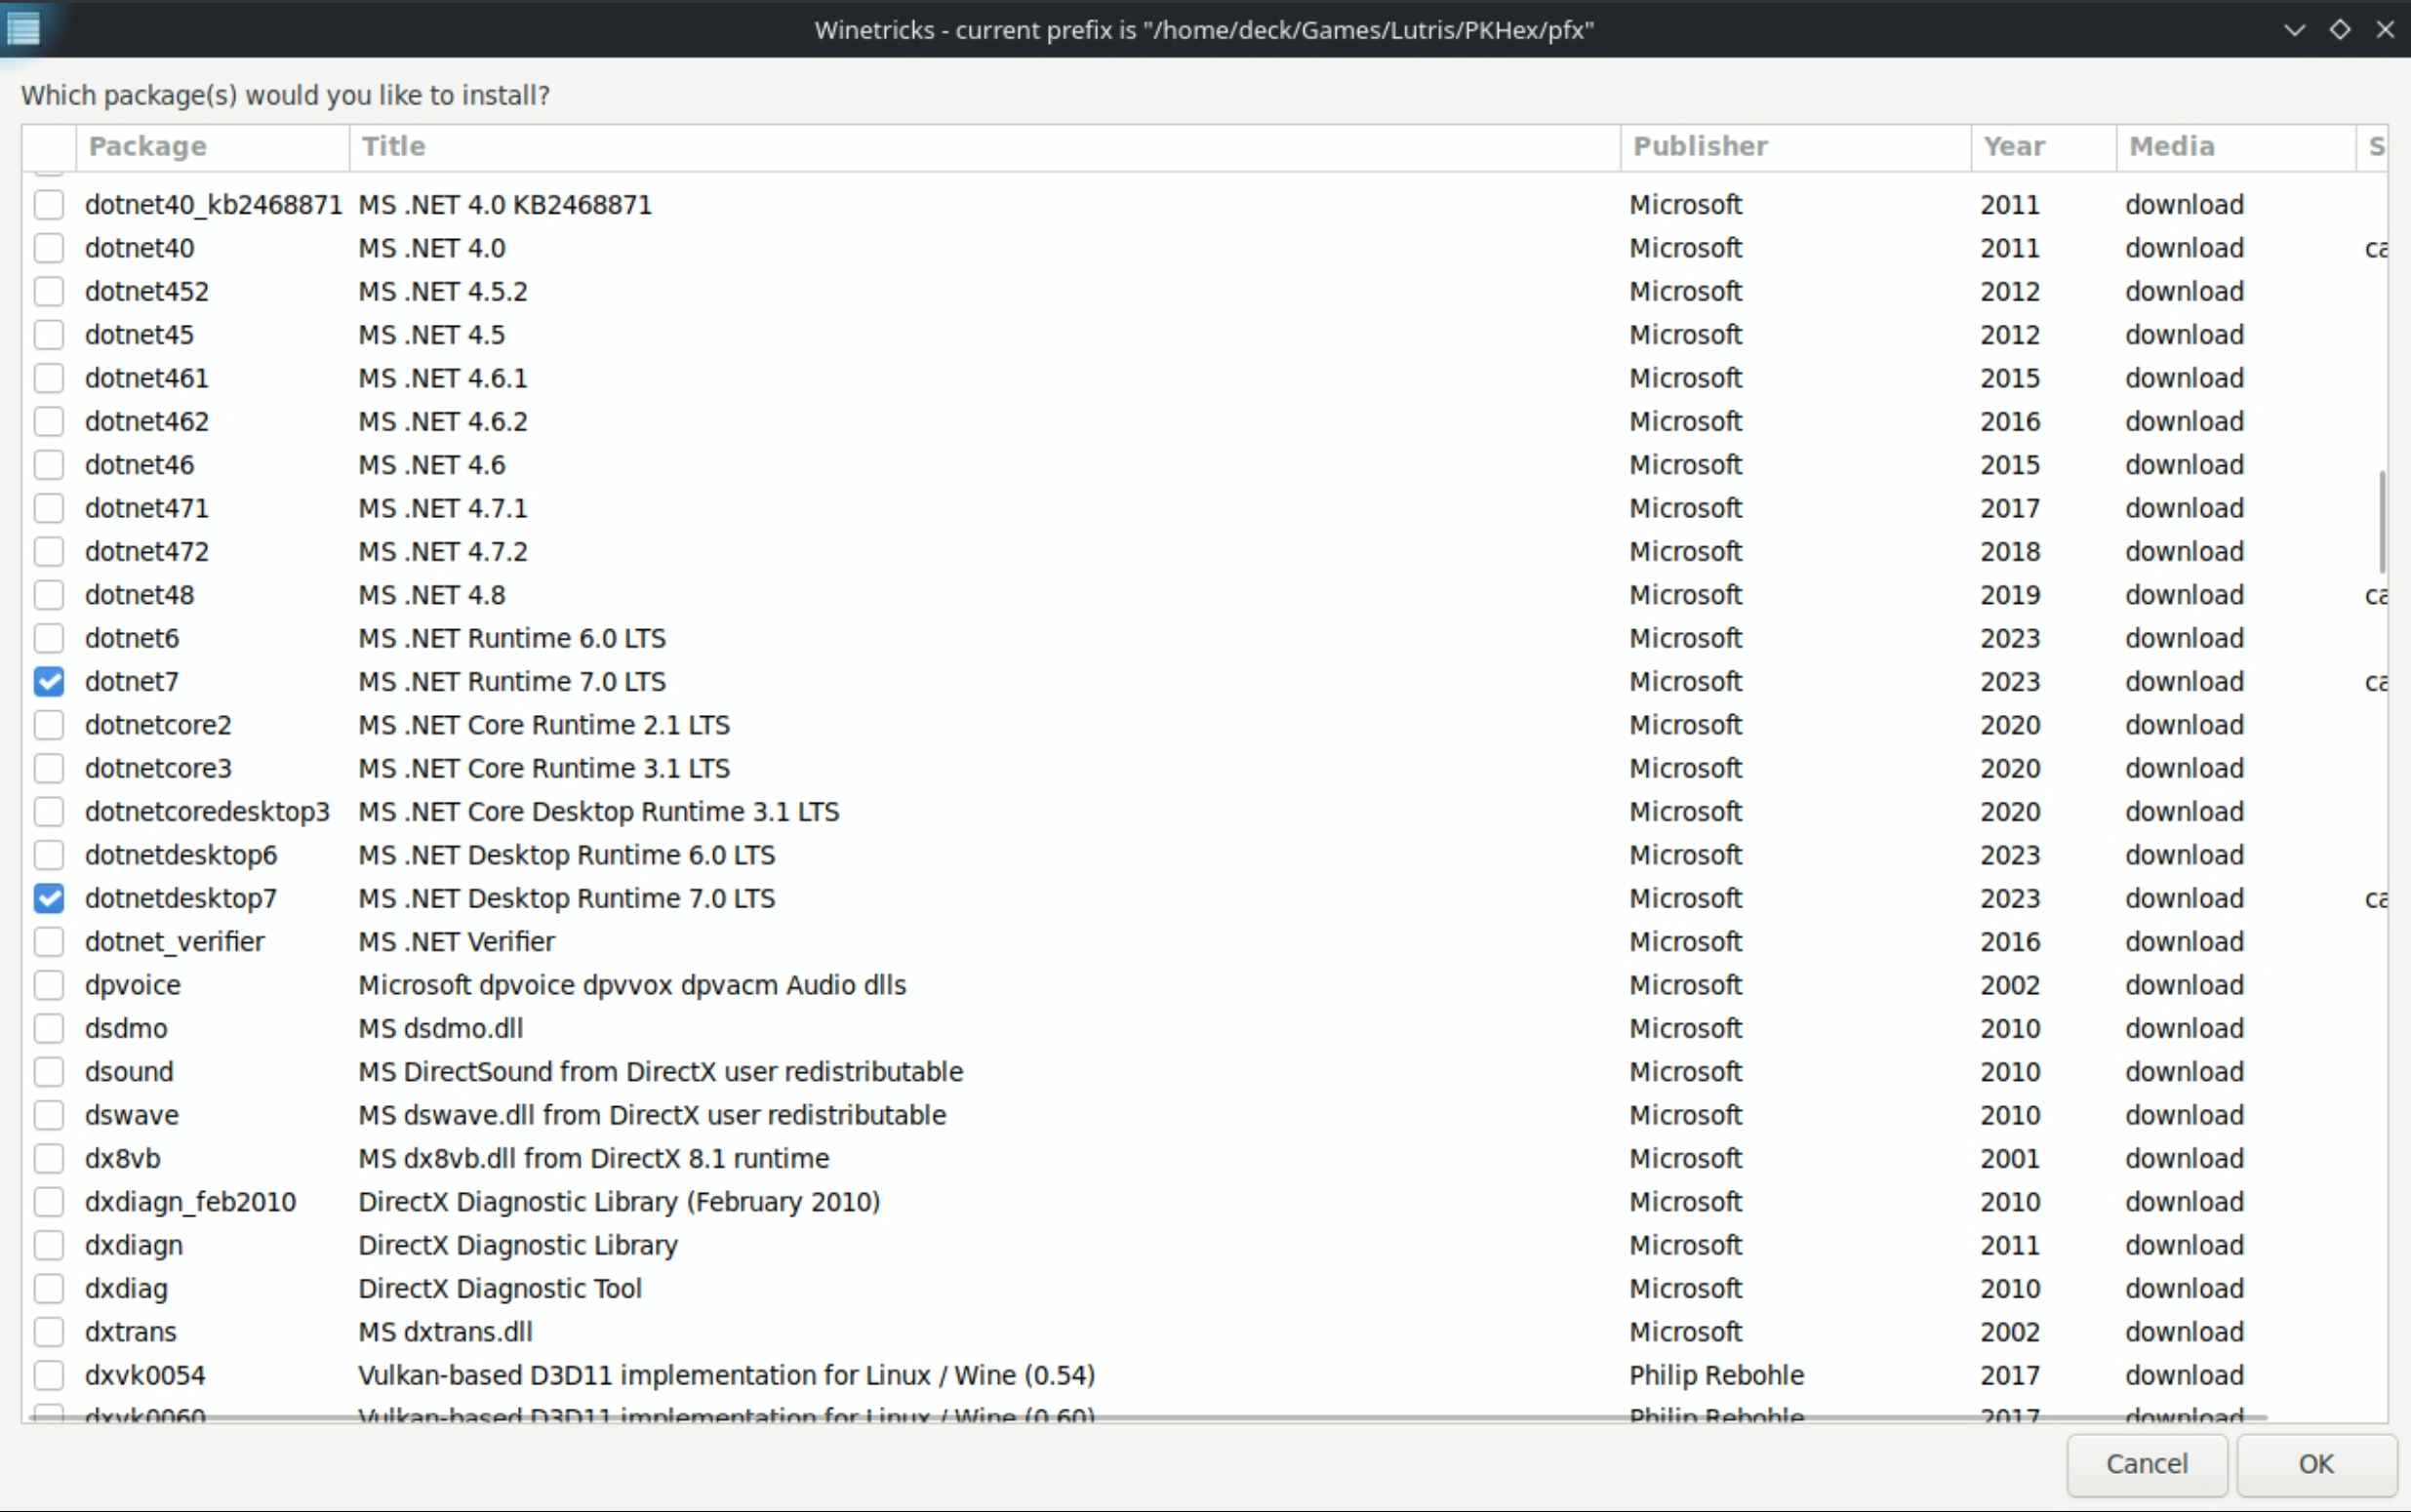 Winetricks - current prefix is "/home/deck/Games/Lutris/PKHex/pfx"
Which package(s) would you like to install?
Package Title Publisher Year Media S
dotnet40_kb2468871 MS .NET 4.0 KB2468871 Microsoft 2011 download
dotnet40 MS .NET 4.0 Microsoft 2011 download ca
dotnet452 MS .NET 4.5.2 Microsoft 2012 download
dotnet45 MS .NET 4.5 Microsoft 2012 download
dotnet461 MS .NET 4.6.1 Microsoft 2015 download
dotnet462 MS .NET 4.6.2 Microsoft 2016 download
dotnet46 MS .NET 4.6 Microsoft 2015 download
dotnet471 MS .NET 4.7.1 Microsoft 2017 download
dotnet472 MS .NET 4.7.2 Microsoft 2018 download
dotnet48 MS .NET 4.8 Microsoft 2019 download ca
dotnet6 MS .NET Runtime 6.0 LTS Microsoft 2023 download
dotnet7 MS .NET Runtime 7.0 LTS Microsoft 2023 download ca
dotnetcore2 MS .NET Core Runtime 2.1 LTS Microsoft 2020 download
dotnetcore3 MS .NET Core Runtime 3.1 LTS Microsoft 2020 download
dotnetcoredesktop3 MS .NET Core Desktop Runtime 3.1 LTS Microsoft 2020 download
dotnetdesktop6 MS .NET Desktop Runtime 6.0 LTS Microsoft 2023 download
dotnetdesktop7 MS .NET Desktop Runtime 7.0 LTS Microsoft 2023 download ca
dotnet_verifier MS .NET Verifier Microsoft 2016 download
dpvoice Microsoft dpvoice dpvvox dpvacm Audio dlls Microsoft 2002 download
dsdmo MS dsdmo.dll Microsoft 2010 download
dsound MS DirectSound from DirectX user redistributable Microsoft 2010 download
dswave MS dswave.dll from DirectX user redistributable Microsoft 2010 download
dx8vb MS dx8vb.dll from DirectX 8.1 runtime Microsoft 2001 download
dxdiagn_feb2010 DirectX Diagnostic Library (February 2010) Microsoft 2010 download
dxdiagn DirectX Diagnostic Library Microsoft 2011 download
dxdiag DirectX Diagnostic Tool Microsoft 2010 download
dxtrans MS dxtrans.dll Microsoft 2002 download
dxvk0054 Vulkan-based D3D11 implementation for Linux / Wine (0.54) Philip Rebohle 2017 download
dxvk0060 Vulkan-based D3D11 implementation for Linux / Wine (0.60) Philip Rebohle 2017 download
Cancel OK